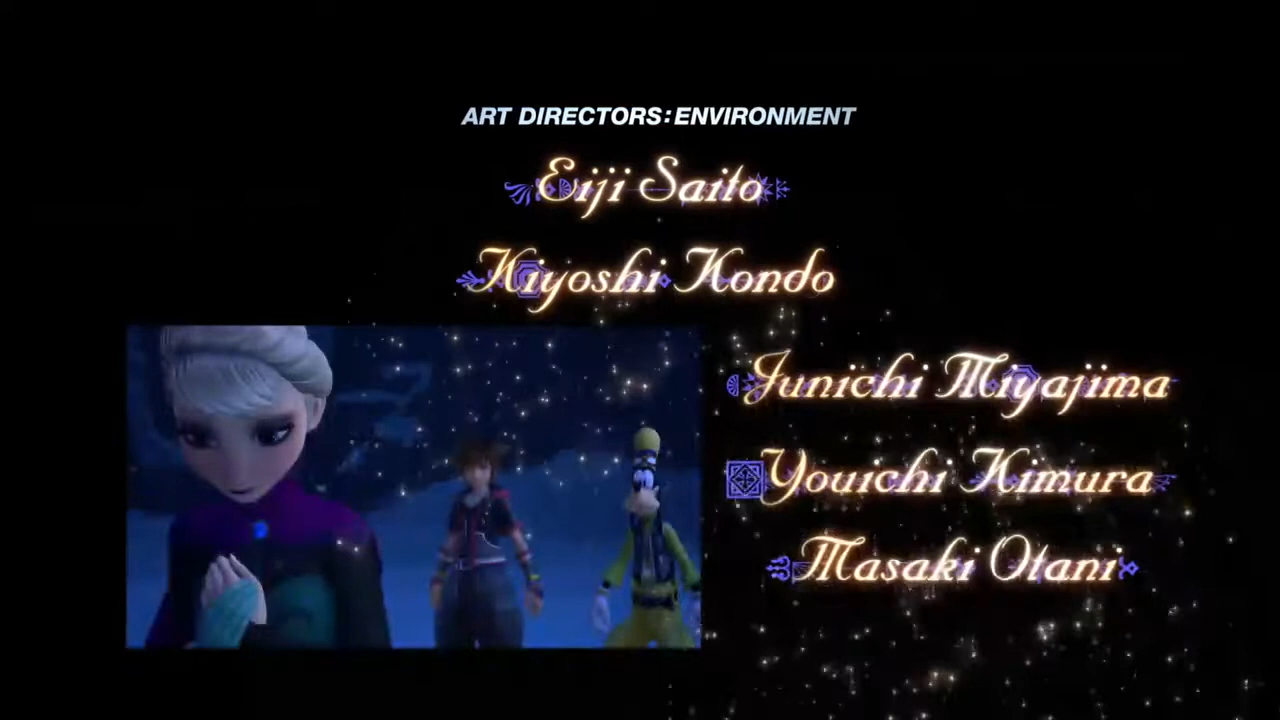 ART DIRECTORS:ENVIRONMENT
Eiji Saito
Kiyoshi Kondo
Junichi Miyajima
Youichi Kimura
Masaki Otani